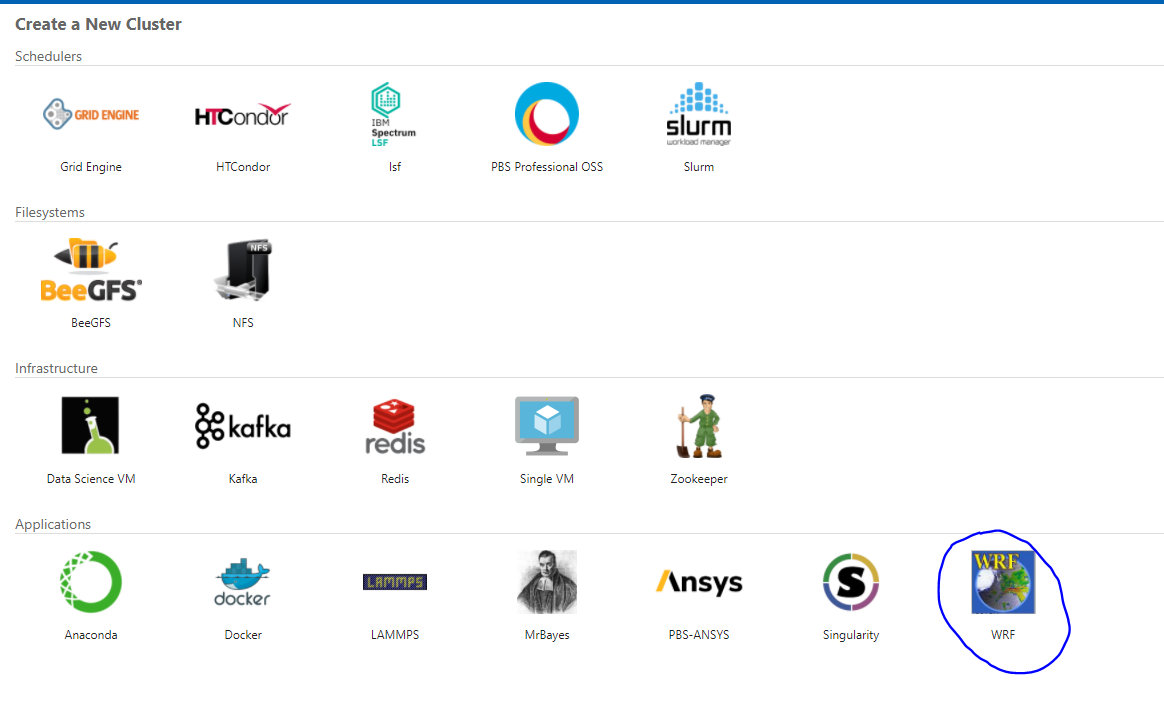 Create a New Cluster
Schedulers
GRID ENGINE
HTCondor
IBM
Spectrum
LSF
slurm
workload manager
Grid Engine
HTCondor
lsf
PBS Professional OSS
Slurm
Filesystems
BeeGFS®
NFS
BeeGFS
NFS
Infrastructure
kafka
redis
Data Science VM
Kafka
Redis
Single VM
Zookeeper
Applications
docker
LAMMPS
Ansys
S
WRF
Anaconda
Docker
LAMMPS
MrBayes
PBS-ANSYS
Singularity
WRF